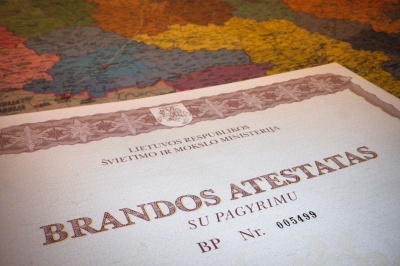 LIETUVOS RESPUBLIKOS
ŠVIETIMO IR MOKSLO MINISTERIJA
BRANDOS ATESTATAS
SU PAGYRIMU
BP Nr. 005499